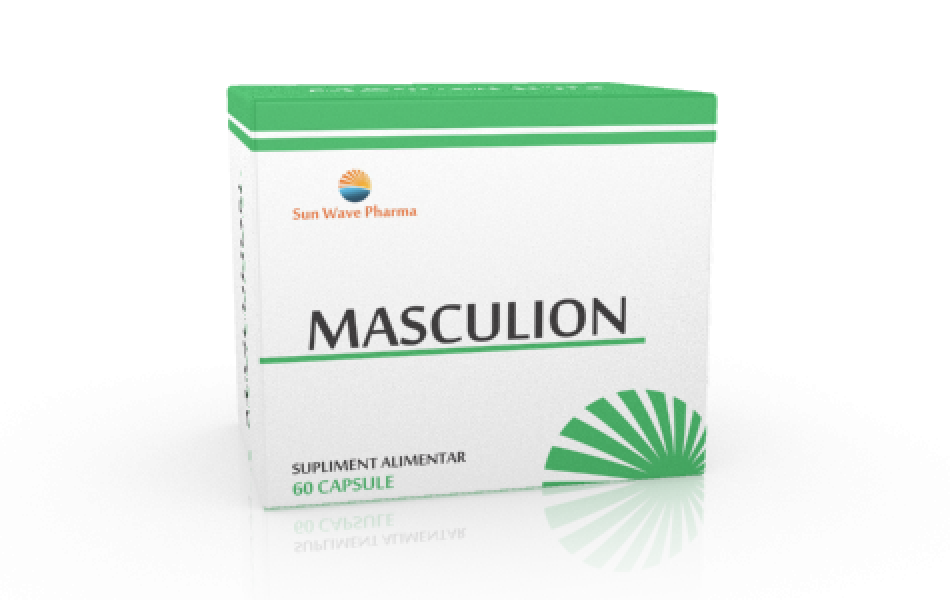 Sun Wave Pharma
MASCULION
SUPLIMENT ALIMENTAR
60 CAPSULE